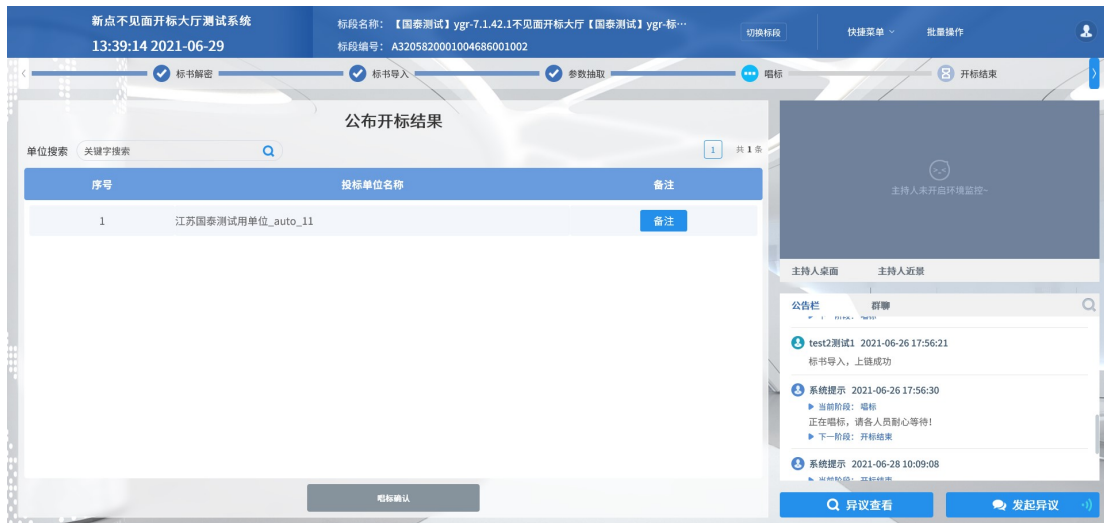 新点不见面开标大厅测试系统
13:39:14 2021-06-29
标段名称： 【国泰测试】ygr-7.1.42.1不见面开标大厅【国泰测试】ygr-标…
标段编号： A3205820001004686001002
切换标段
快捷菜单
批量操作
标书解密
标书导入
参数抽取
唱标
开标结束
公布开标结果
单位搜索 关键字搜索
1 共 1 条
序号 投标单位名称 备注
1 江苏国泰测试用单位_auto_11 备注
唱标确认
主持人未开启环境监控~
主持人桌面 主持人近景
公告栏 群聊
test2测试1 2021-06-26 17:56:21
标书导入，上链成功
系统提示 2021-06-26 17:56:30
当前阶段： 唱标
正在唱标，请各人员耐心等待！
下一阶段： 开标结束
系统提示 2021-06-28 10:09:08
异议查看 发起异议